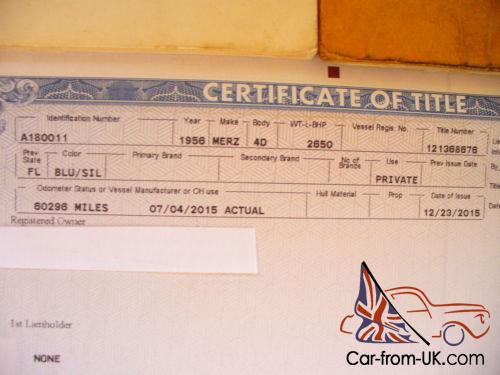 CERTIFICATE OF TITLE
Identification Number Year Make Body WT-L-BHP Vessel Regis. No. Title Number
A180011 1956 MERZ 4D 2650 121368676
Prev State Color Primary Brand Secondary Brand No of Brands Use Prev Issue Date
FL BLU/SIL PRIVATE
Odometer Status or Vessel Manufacturer or OH use Hull Material Prop Date of Issue
60296 MILES 07/04/2015 ACTUAL 12/23/2015
Registered Owner
1st Lienholder
NONE
Car-from-UK.com